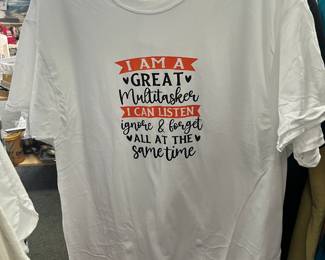 I AM A
GREAT
Multitasker
I CAN LISTEN
ignore & forget
ALL AT THE
same time